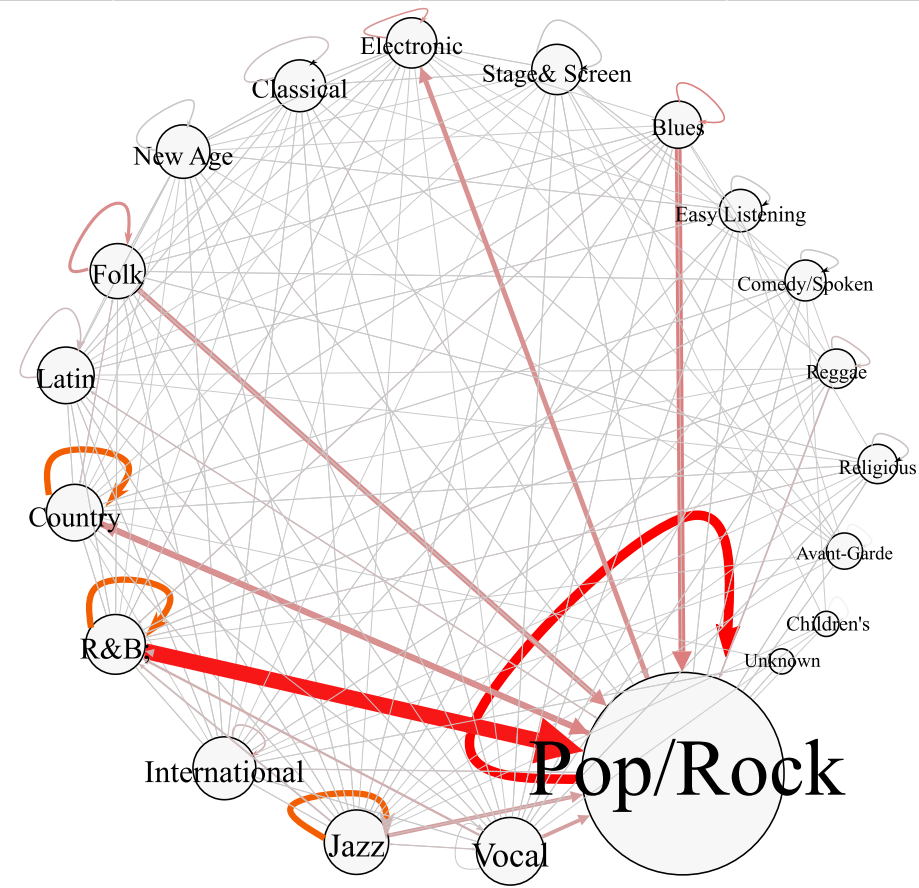 Electronic
Stage& Screen
Classical
Blues
New Age
Easy Listening
Folk
Comedy/Spoken
Latin
Reggae
Religious
Country
Avant-Garde
Children's
R&B;
Unknown
International
Pop/Rock
Jazz
Vocal